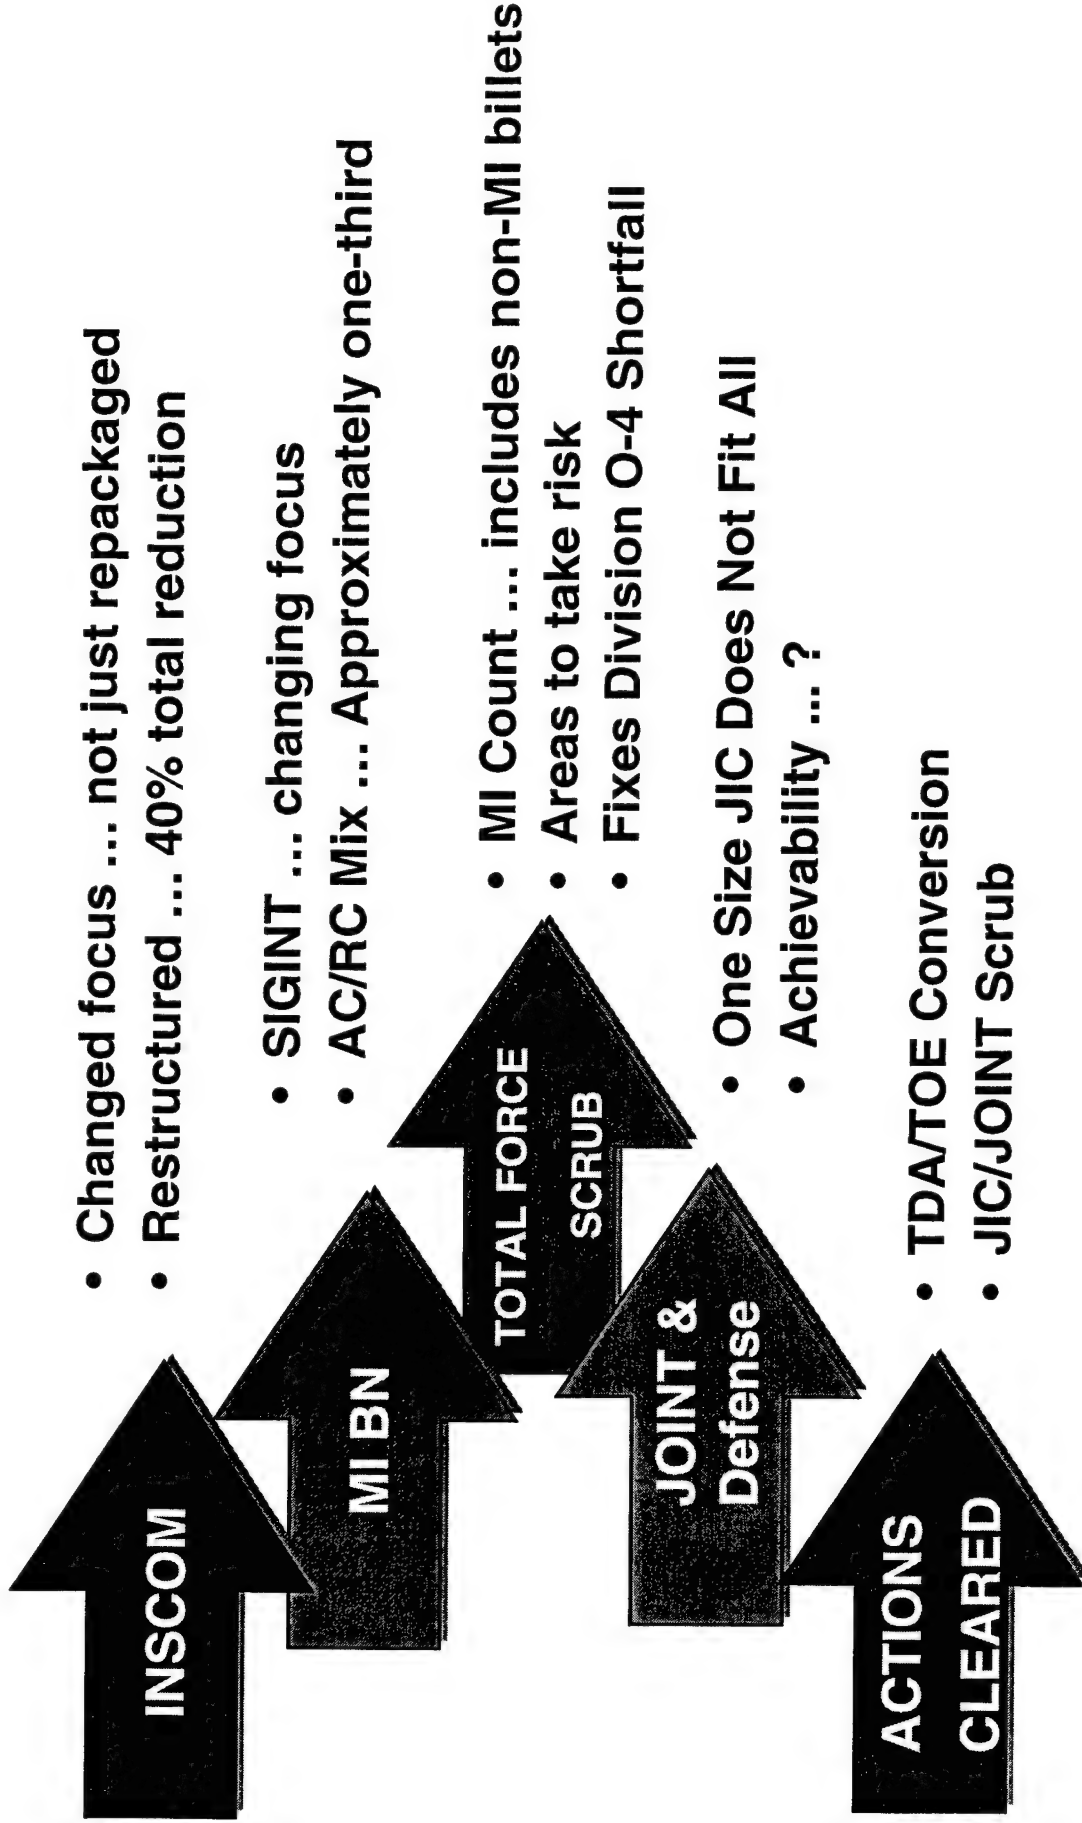 INSCOM
• Changed focus ... not just repackaged
• Restructured ... 40% total reduction
MI BN
• SIGINT ... changing focus
• AC/RC Mix ... Approximately one-third
TOTAL FORCE
SCRUB
• MI Count ... includes non-MI billets
• Areas to take risk
• Fixes Division O-4 Shortfall
JOINT &
Defense
• One Size JIC Does Not Fit All
• Achievability ... ?
ACTIONS
CLEARED
• TDA/TOE Conversion
• JIC/JOINT Scrub